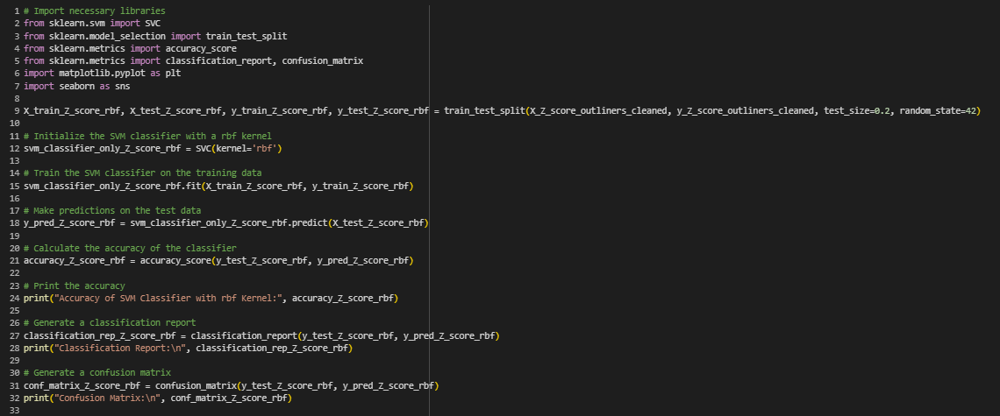 1 # Import necessary libraries
2 from sklearn.svm import SVC
3 from sklearn.model_selection import train_test_split
4 from sklearn.metrics import accuracy_score
5 from sklearn.metrics import classification_report, confusion_matrix
6 import matplotlib.pyplot as plt
7 import seaborn as sns
8
9 X_train_Z_score_rbf, X_test_Z_score_rbf, y_train_Z_score_rbf, y_test_Z_score_rbf = train_test_split(X_Z_score_outliners_cleaned, y_Z_score_outliners_cleaned, test_size=0.2, random_state=42)
10
11 # Initialize the SVM classifier with a rbf kernel
12 svm_classifier_only_Z_score_rbf = SVC(kernel='rbf')
13
14 # Train the SVM classifier on the training data
15 svm_classifier_only_Z_score_rbf.fit(X_train_Z_score_rbf, y_train_Z_score_rbf)
16
17 # Make predictions on the test data
18 y_pred_Z_score_rbf = svm_classifier_only_Z_score_rbf.predict(X_test_Z_score_rbf)
19
20 # Calculate the accuracy of the classifier
21 accuracy_Z_score_rbf = accuracy_score(y_test_Z_score_rbf, y_pred_Z_score_rbf)
22
23 # Print the accuracy
24 print("Accuracy of SVM Classifier with rbf Kernel:", accuracy_Z_score_rbf)
25
26 # Generate a classification report
27 classification_rep_Z_score_rbf = classification_report(y_test_Z_score_rbf, y_pred_Z_score_rbf)
28 print("Classification Report:\n", classification_rep_Z_score_rbf)
29
30 # Generate a confusion matrix
31 conf_matrix_Z_score_rbf = confusion_matrix(y_test_Z_score_rbf, y_pred_Z_score_rbf)
32 print("Confusion Matrix:\n", conf_matrix_Z_score_rbf)
33